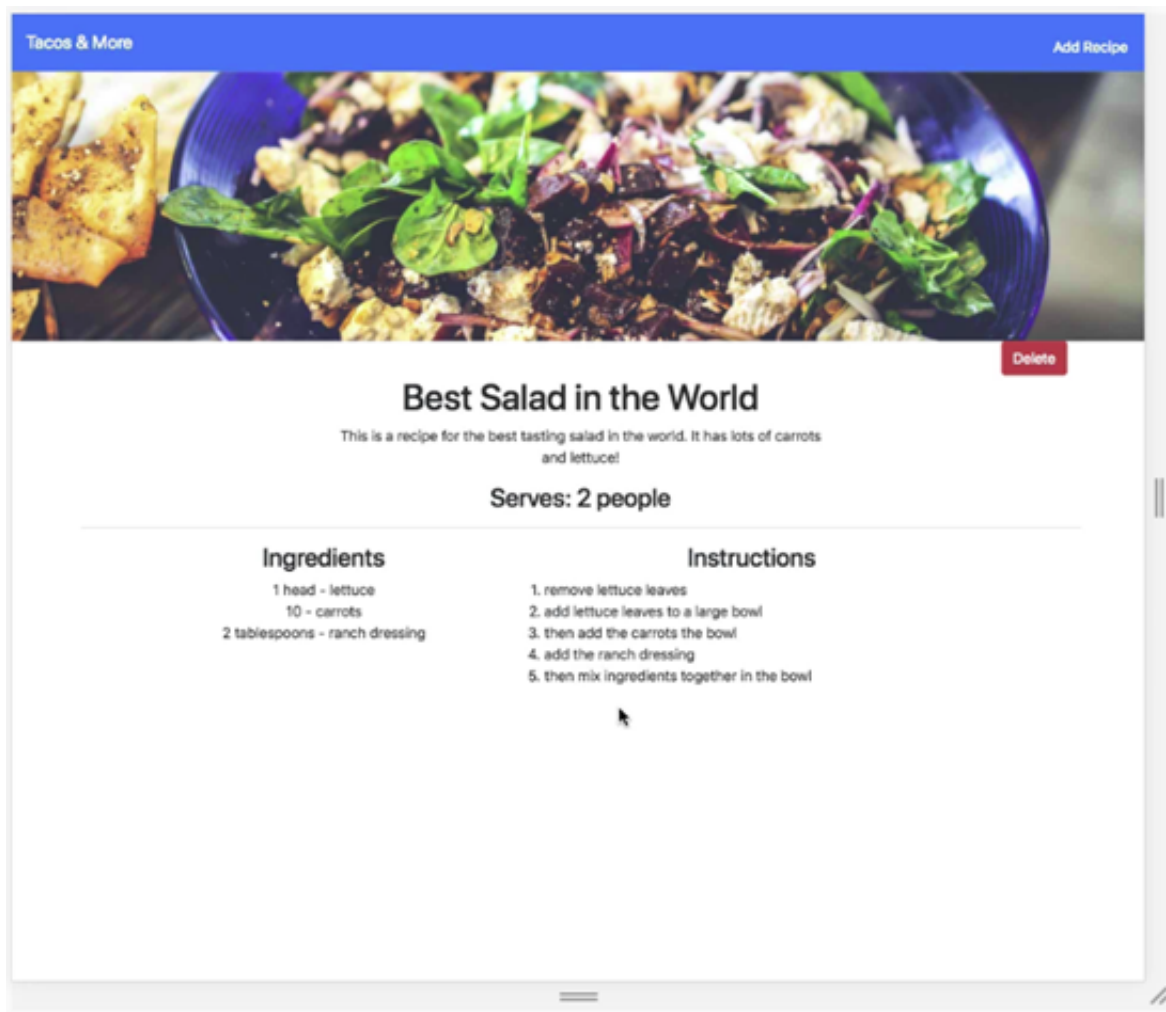 Tacos & More
Add Recipe
Delete
Best Salad in the World
This is a recipe for the best tasting salad in the world. It has lots of carrots
and lettuce!
Serves: 2 people
Ingredients
1 head - lettuce
10 - carrots
2 tablespoons - ranch dressing
Instructions
1. remove lettuce leaves
2. add lettuce leaves to a large bowl
3. then add the carrots the bowl
4. add the ranch dressing
5. then mix ingredients together in the bowl